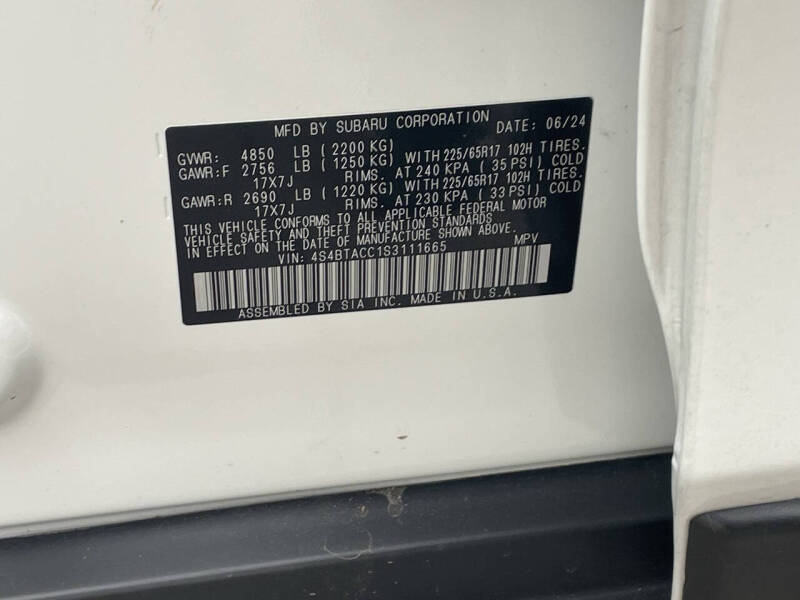 MFD BY SUBARU CORPORATION DATE: 06/24
GVWR: 4850 LB (2200 KG)
GAWR:F 2756 LB (1250 KG) WITH 225/65R17 102H TIRES.
17X7J RIMS. AT 240 KPA (35 PSI) COLD
GAWR:R 2690 LB (1220 KG) WITH 225/65R17 102H TIRES.
17X7J RIMS. AT 230 KPA (33 PSI) COLD
THIS VEHICLE CONFORMS TO ALL APPLICABLE FEDERAL MOTOR
VEHICLE SAFETY AND THEFT PREVENTION STANDARDS
IN EFFECT ON THE DATE OF MANUFACTURE SHOWN ABOVE.
VIN: 4S4BTACC1S3111665 MPV
ASSEMBLED BY SIA INC. MADE IN U.S.A.